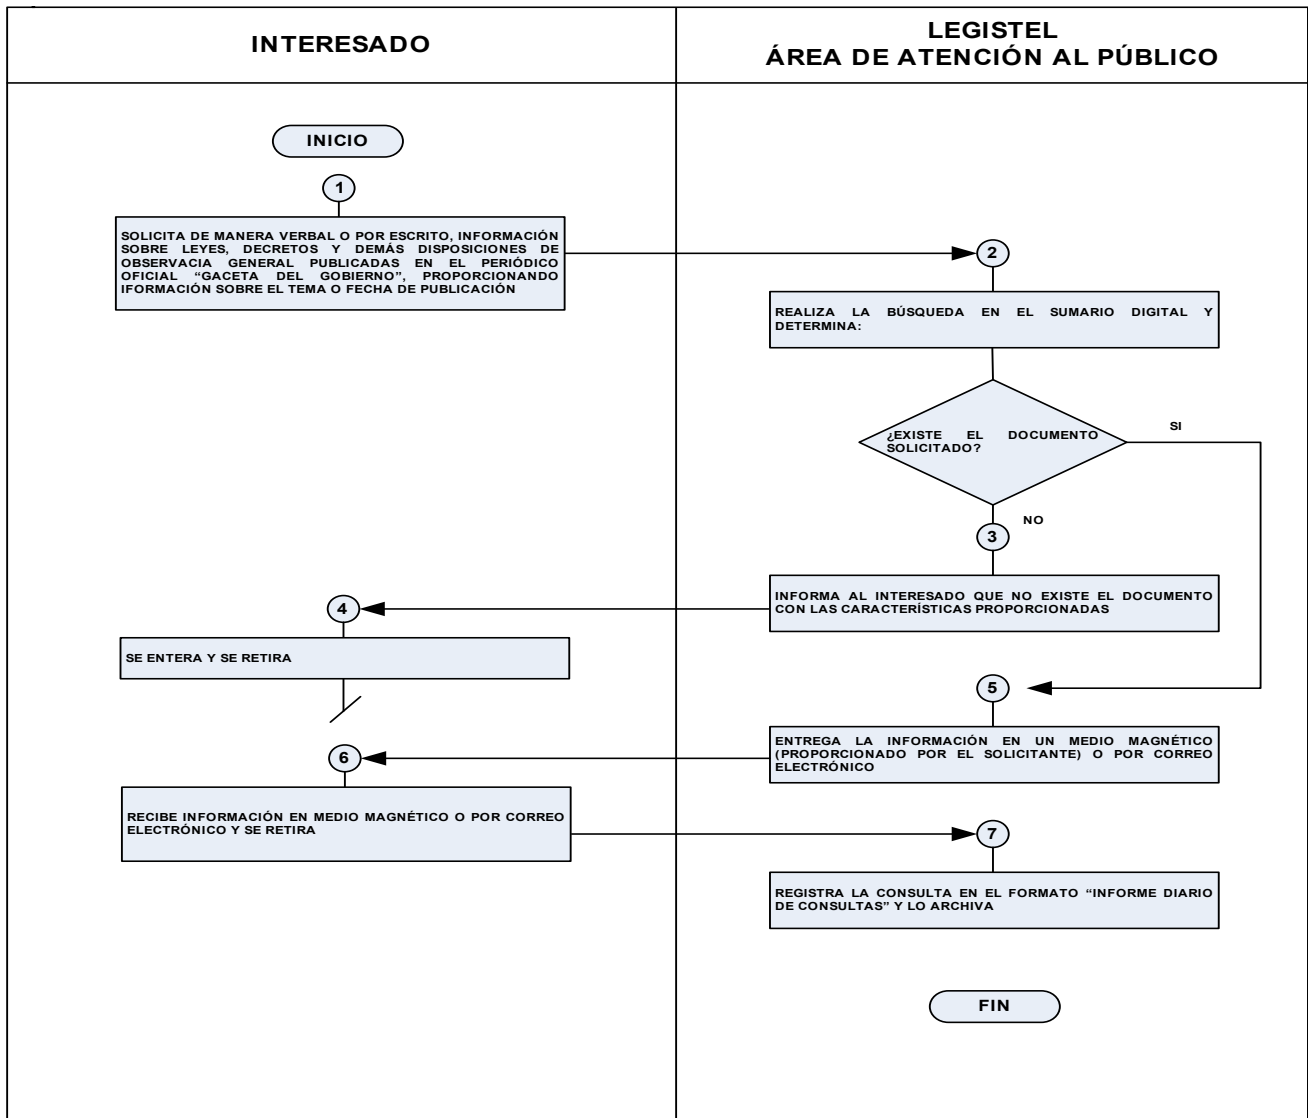 INTERESADO
LEGISTEL
ÁREA DE ATENCIÓN AL PÚBLICO
INICIO
1
SOLICITA DE MANERA VERBAL O POR ESCRITO, INFORMACIÓN
SOBRE LEYES, DECRETOS Y DEMÁS DISPOSICIONES DE
OBSERVACIA GENERAL PUBLICADAS EN EL PERIÓDICO
OFICIAL “GACETA DEL GOBIERNO”, PROPORCIONANDO
IFORMACIÓN SOBRE EL TEMA O FECHA DE PUBLICACIÓN
2
REALIZA LA BÚSQUEDA EN EL SUMARIO DIGITAL Y
DETERMINA:
¿EXISTE EL DOCUMENTO
SOLICITADO?
SI
NO
3
INFORMA AL INTERESADO QUE NO EXISTE EL DOCUMENTO
CON LAS CARACTERÍSTICAS PROPORCIONADAS
4
SE ENTERA Y SE RETIRA
5
ENTREGA LA INFORMACIÓN EN UN MEDIO MAGNÉTICO
(PROPORCIONADO POR EL SOLICITANTE) O POR CORREO
ELECTRÓNICO
6
RECIBE INFORMACIÓN EN MEDIO MAGNÉTICO O POR CORREO
ELECTRÓNICO Y SE RETIRA
7
REGISTRA LA CONSULTA EN EL FORMATO “INFORME DIARIO
DE CONSULTAS” Y LO ARCHIVA
FIN